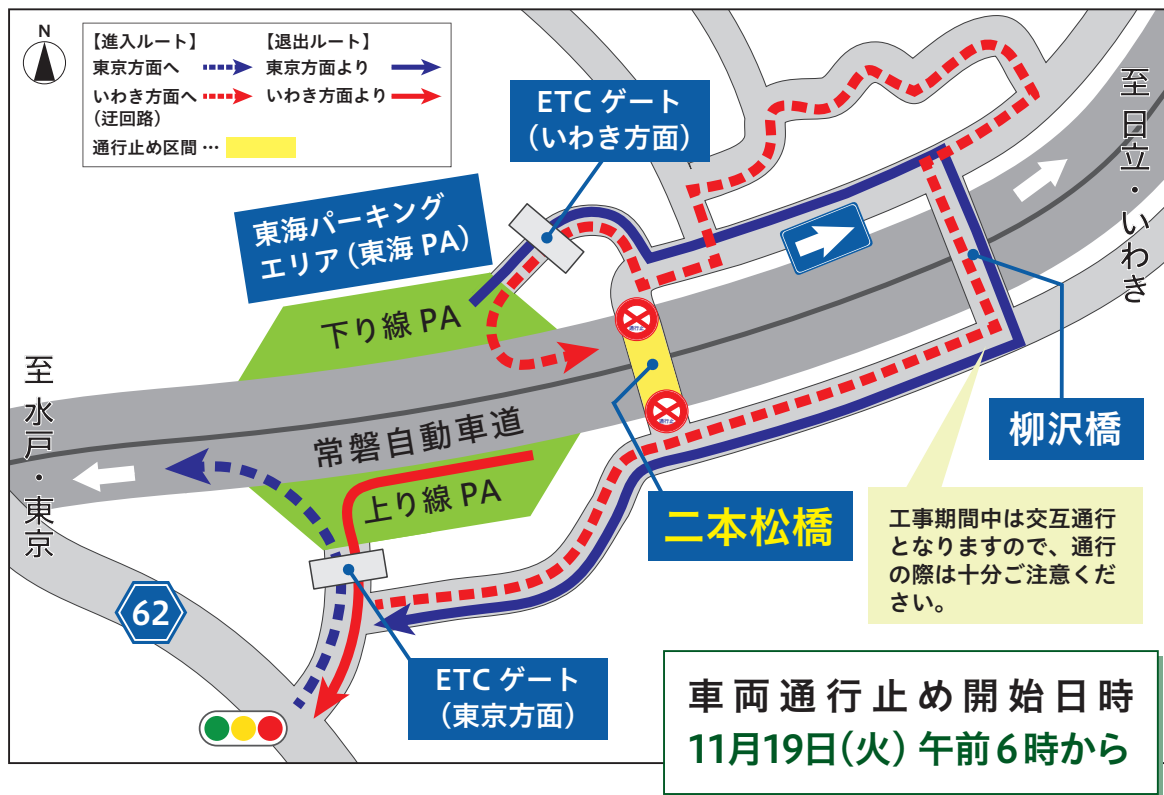 N
【進入ルート】 【退出ルート】
東京方面へ 東京方面より
いわき方面へ いわき方面より
(迂回路)
通行止め区間 …
ETC ゲート
(いわき方面)
至 日立・いわき
東海パーキング
エリア(東海 PA)
下り線 PA
至 水戸・東京
常磐自動車道
上り線 PA
柳沢橋
二本松橋
工事期間中は交互通行
となりますので、通行
の際は十分ご注意くだ
さい。
62
ETC ゲート
(東京方面)
車両通行止め開始日時
11月19日(火) 午前6時から